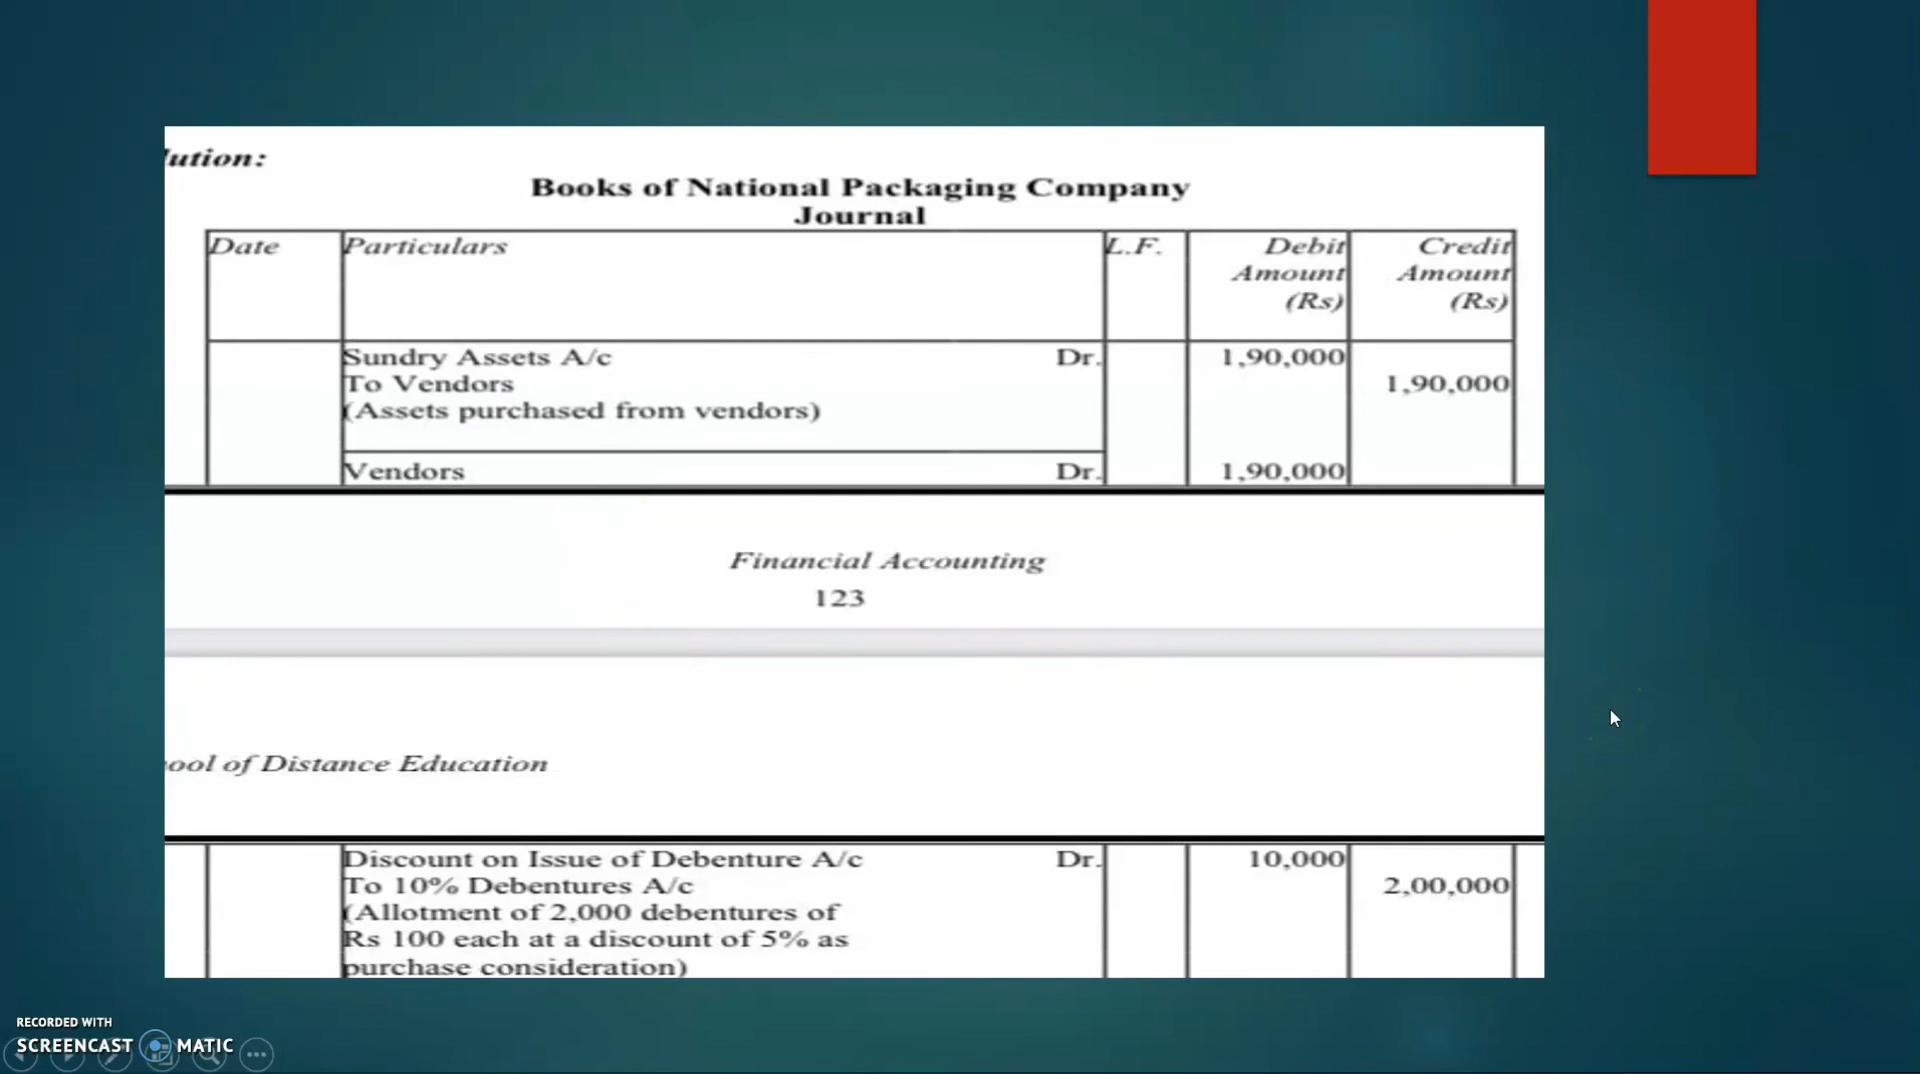 lution:
Books of National Packaging Company
Journal
Date Particulars L.F. Debit Amount (Rs) Credit Amount (Rs)
Sundry Assets A/c Dr. 1,90,000
To Vendors 1,90,000
(Assets purchased from vendors)
Vendors Dr. 1,90,000
Financial Accounting
123
ool of Distance Education
Discount on Issue of Debenture A/c Dr. 10,000
To 10% Debentures A/c 2,00,000
(Allotment of 2,000 debentures of
Rs 100 each at a discount of 5% as
purchase consideration)
RECORDED WITH
SCREENCAST MATIC